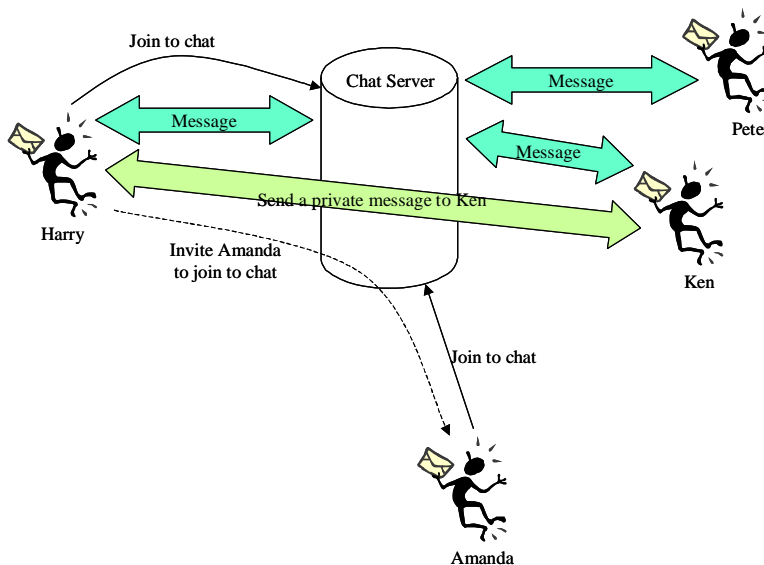 Join to chat
Chat Server
Message
Pete
Message
Message
Send a private message to Ken
Harry
Invite Amanda
to join to chat
Ken
Join to chat
Amanda